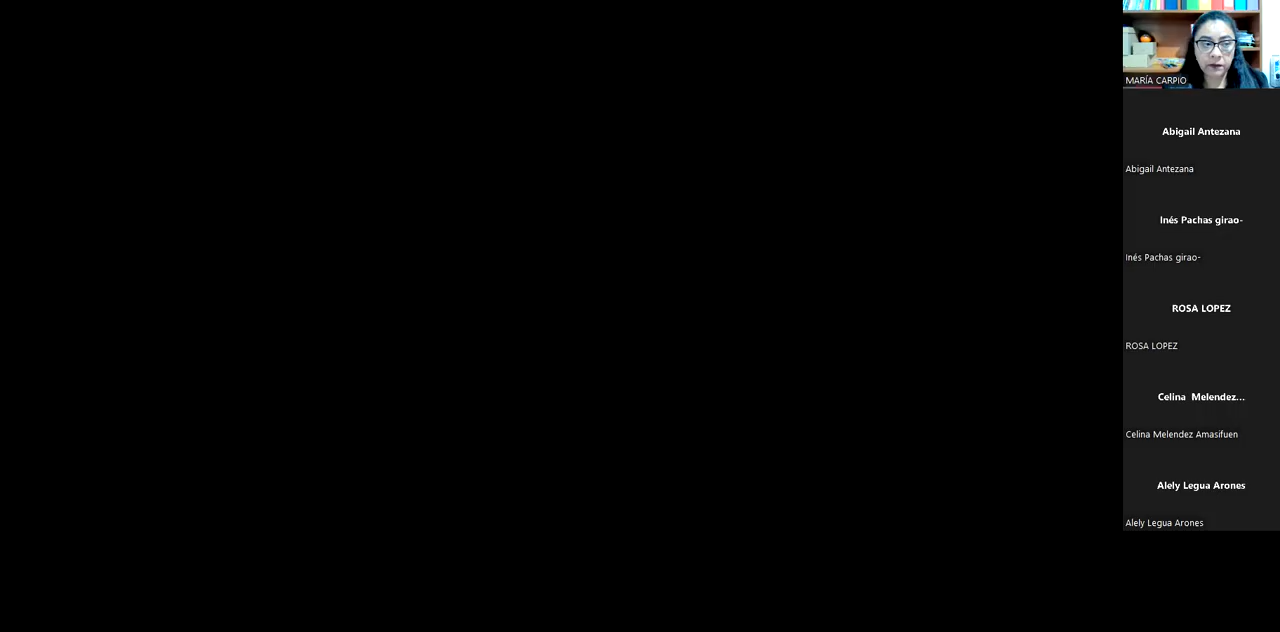 MARÍA CARPIO
Abigail Antezana
Abigail Antezana
Inés Pachas girao-
Inés Pachas girao-
ROSA LOPEZ
ROSA LOPEZ
Celina Melendez...
Celina Melendez Amasifuen
Alely Legua Arones
Alely Legua Arones